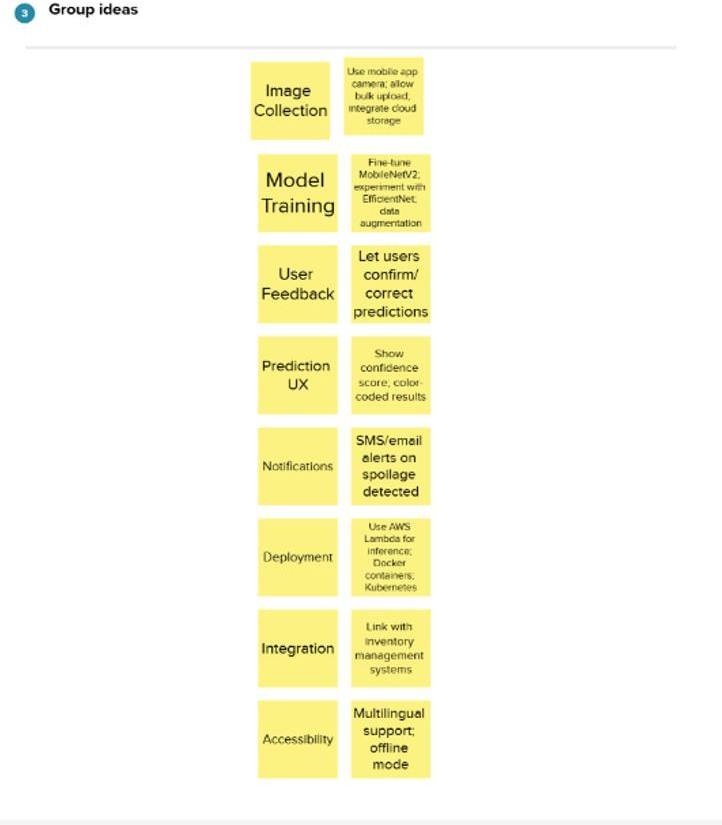 3 Group ideas
Image
Collection
Use mobile app
camera; allow
bulk upload,
integrate cloud
storage
Model
Training
Fine-tune
MobileNetV2;
experiment with
EfficientNet;
data
augmentation
User
Feedback
Let users
confirm/
correct
predictions
Prediction
UX
Show
confidence
score; color-
coded results
Notifications
SMS/email
alerts on
spoilage
detected
Deployment
Use AWS
Lambda for
inference;
Docker
containers;
Kubernetes
Integration
Link with
inventory
management
systems
Accessibility
Multilingual
support;
offline
mode